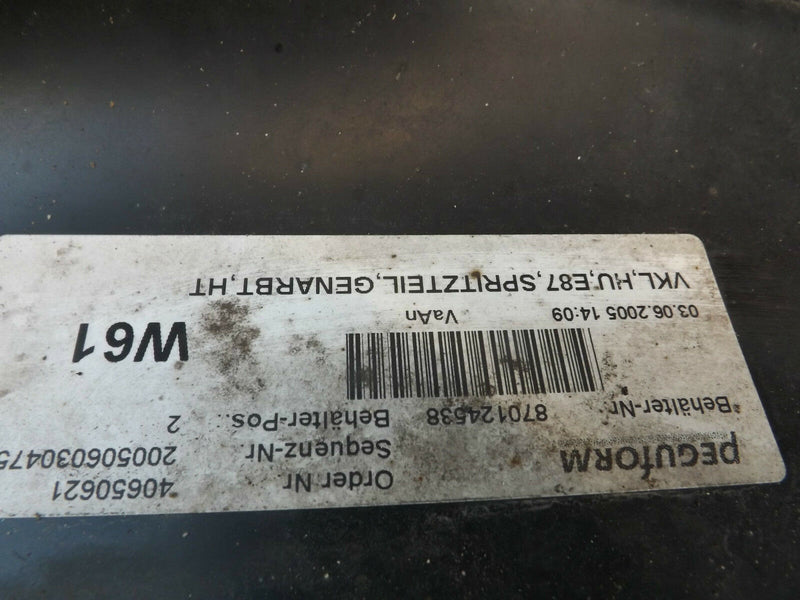 peguform
Order Nr 40650621
Sequenz-Nr 200506030475
Behälter-Nr. 870124538 Behälter-Pos.. 2
03.06.2005 14:09 VaAn W61
VKL,HU,E87,SPRITZTEIL,GENARBT,HT